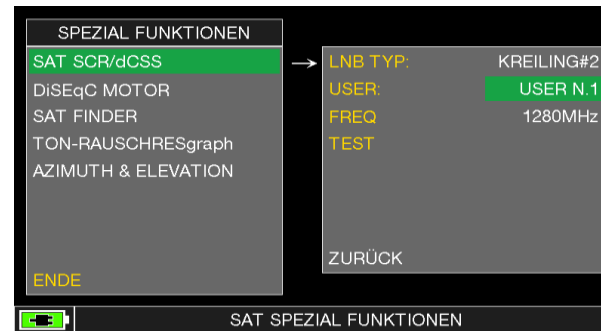 SPEZIAL FUNKTIONEN
SAT SCR/dCSS
DiSEqC MOTOR
SAT FINDER
TON-RAUSCHRESgraph
AZIMUTH & ELEVATION
ENDE
LNB TYP: KREILING#2
USER: USER N.1
FREQ 1280MHz
TEST
ZURÜCK
SAT SPEZIAL FUNKTIONEN